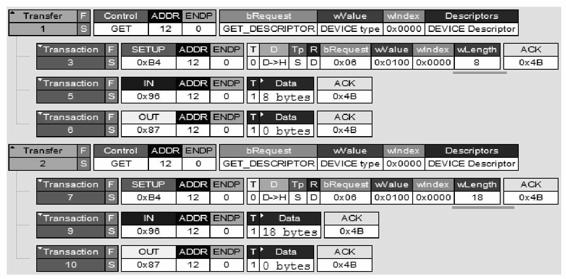 Transfer F Control ADDR ENDP bRequest wValue wIndex Descriptors
1 S GET 12 0 GET_DESCRIPTOR DEVICE type 0x0000 DEVICE Descriptor
Transaction F SETUP ADDR ENDP T D Tp R bRequest wValue wIndex wLength ACK
3 S 0xB4 12 0 0 D->H S D 0x06 0x0100 0x0000 8 0x4B
Transaction F IN ADDR ENDP T Data ACK
5 S 0x96 12 0 1 8 bytes 0x4B
Transaction F OUT ADDR ENDP T Data ACK
6 S 0x87 12 0 1 0 bytes 0x4B
Transfer F Control ADDR ENDP bRequest wValue wIndex Descriptors
2 S GET 12 0 GET_DESCRIPTOR DEVICE type 0x0000 DEVICE Descriptor
Transaction F SETUP ADDR ENDP T D Tp R bRequest wValue wIndex wLength ACK
7 S 0xB4 12 0 0 D->H S D 0x06 0x0100 0x0000 18 0x4B
Transaction F IN ADDR ENDP T Data ACK
9 S 0x96 12 0 1 18 bytes 0x4B
Transaction F OUT ADDR ENDP T Data ACK
10 S 0x87 12 0 1 0 bytes 0x4B